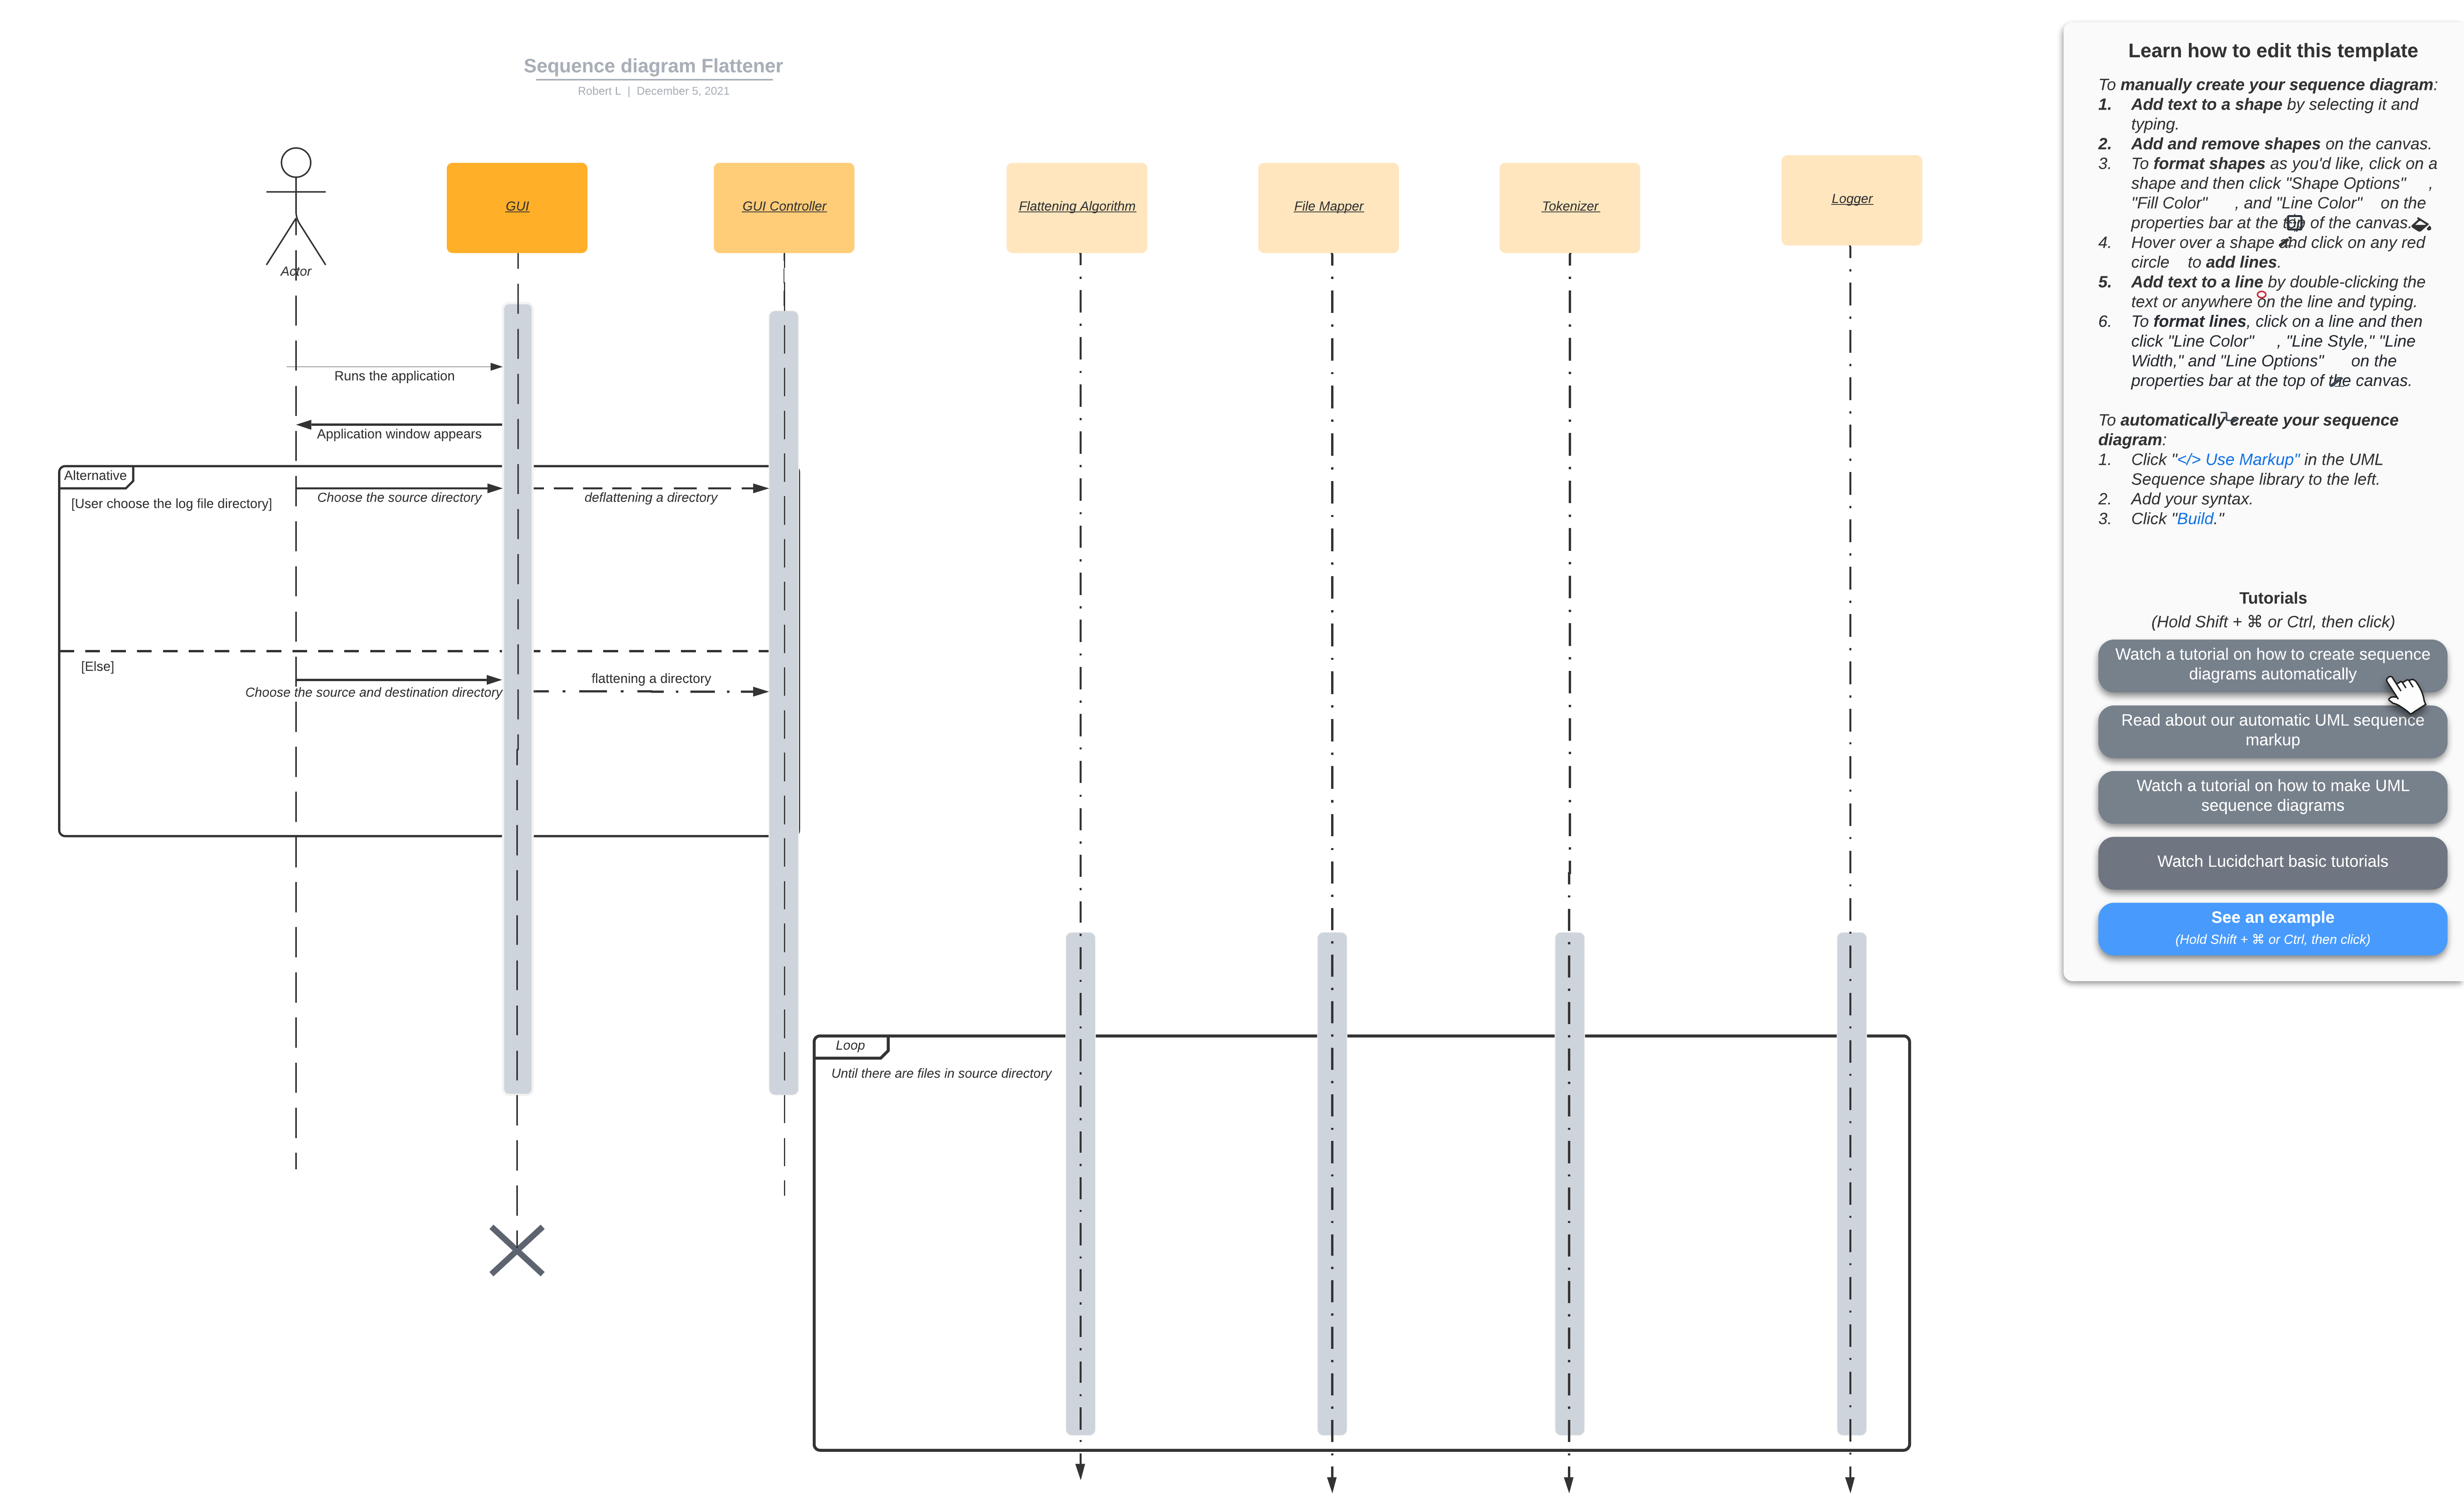 Sequence diagram Flattener
Robert L | December 5, 2021
Actor
GUI
GUI Controller
Flattening Algorithm
File Mapper
Tokenizer
Logger
Runs the application
Application window appears
Alternative
[User choose the log file directory]
Choose the source directory
deflattening a directory
[Else]
Choose the source and destination directory
flattening a directory
Loop
Until there are files in source directory
Learn how to edit this template
To manually create your sequence diagram:
1. Add text to a shape by selecting it and
typing.
2. Add and remove shapes on the canvas.
3. To format shapes as you'd like, click on a
shape and then click "Shape Options" ,
"Fill Color" , and "Line Color" on the
properties bar at the top of the canvas.
4. Hover over a shape and click on any red
circle to add lines.
5. Add text to a line by double-clicking the
text or anywhere on the line and typing.
6. To format lines, click on a line and then
click "Line Color" , "Line Style," "Line
Width," and "Line Options" on the
properties bar at the top of the canvas.
To automatically create your sequence
diagram:
1. Click "</> Use Markup" in the UML
Sequence shape library to the left.
2. Add your syntax.
3. Click "Build."
Tutorials
(Hold Shift + ⌘ or Ctrl, then click)
Watch a tutorial on how to create sequence
diagrams automatically
Read about our automatic UML sequence
markup
Watch a tutorial on how to make UML
sequence diagrams
Watch Lucidchart basic tutorials
See an example
(Hold Shift + ⌘ or Ctrl, then click)